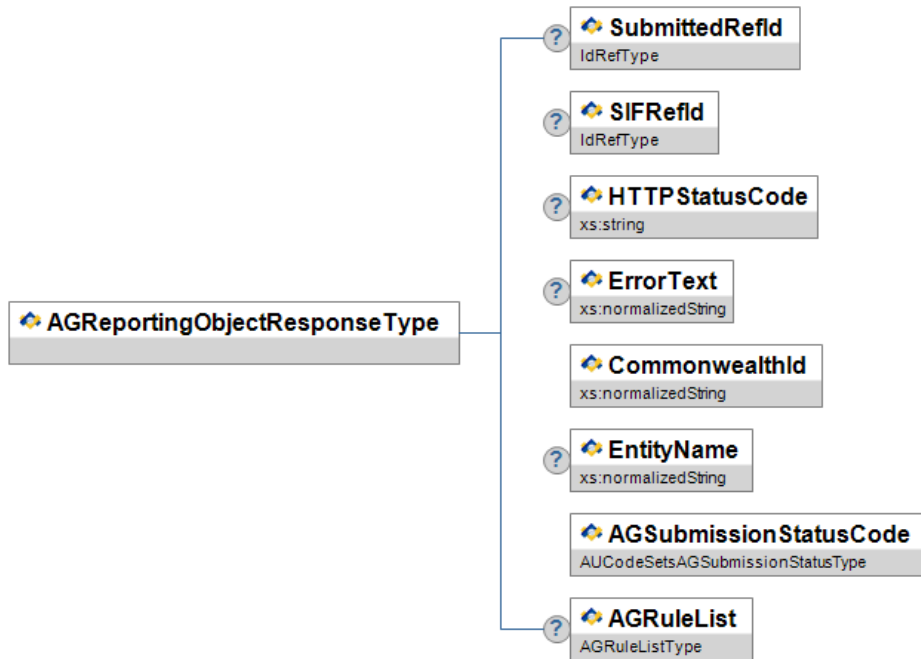 ? SubmittedRefId
IdRefType
? SIFRefId
IdRefType
? HTTPStatusCode
xs:string
? ErrorText
xs:normalizedString
AGReportingObjectResponseType
CommonwealthId
xs:normalizedString
? EntityName
xs:normalizedString
AGSubmissionStatusCode
AUCodeSetsAGSubmissionStatusType
? AGRuleList
AGRuleListType